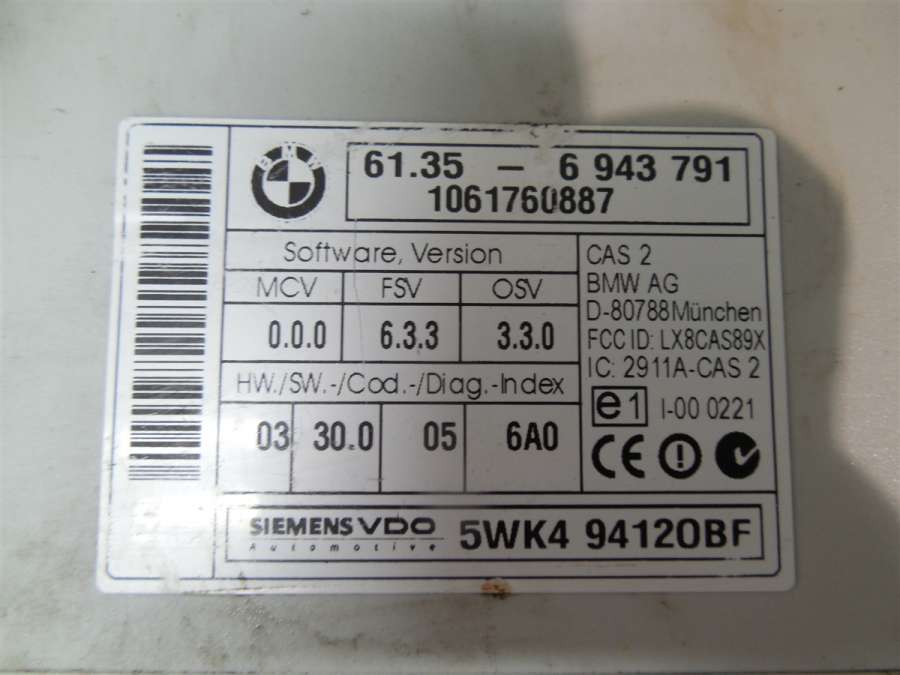 BMW
61.35 – 6 943 791
1061760887
Software, Version
MCV FSV OSV
0.0.0 6.3.3 3.3.0
HW./SW.-/Cod.-/Diag.-Index
03 30.0 05 6A0
CAS 2
BMW AG
D-80788 München
FCC ID: LX8CAS89X
IC: 2911A-CAS 2
e1 I-00 0221
CE
SIEMENS VDO
Automotive
5WK4 94120BF